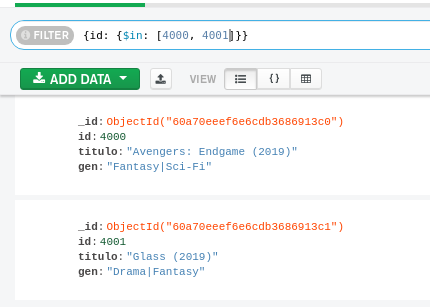 FILTER {id: {$in: [4000, 4001]}}
ADD DATA VIEW {}
_id: ObjectId("60a70eeef6e6cdb3686913c0")
id: 4000
titulo: "Avengers: Endgame (2019)"
gen: "Fantasy|Sci-Fi"
_id: ObjectId("60a70eeef6e6cdb3686913c1")
id: 4001
titulo: "Glass (2019)"
gen: "Drama|Fantasy"